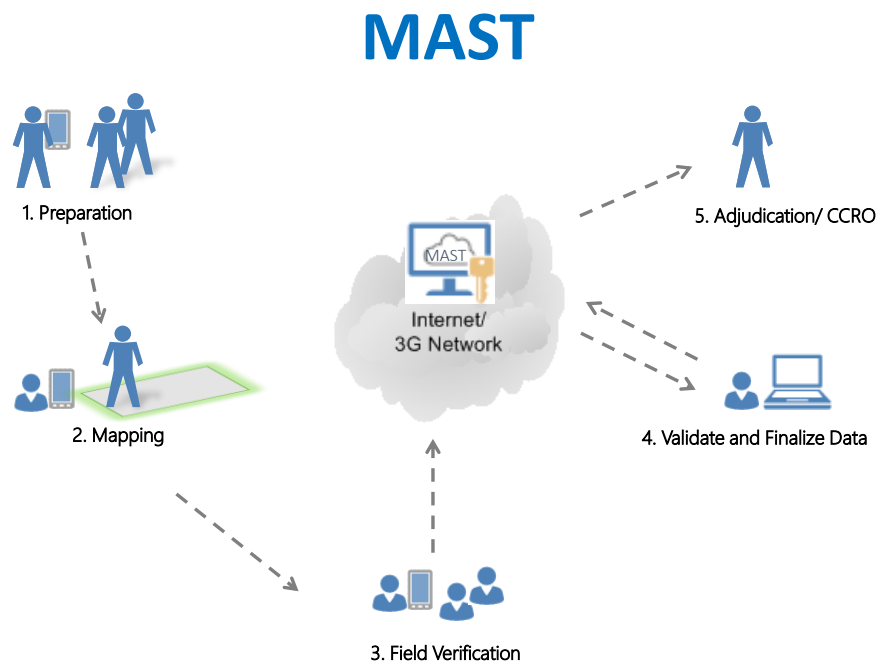 MAST
1. Preparation
5. Adjudication/ CCRO
MAST
Internet/
3G Network
2. Mapping
4. Validate and Finalize Data
3. Field Verification